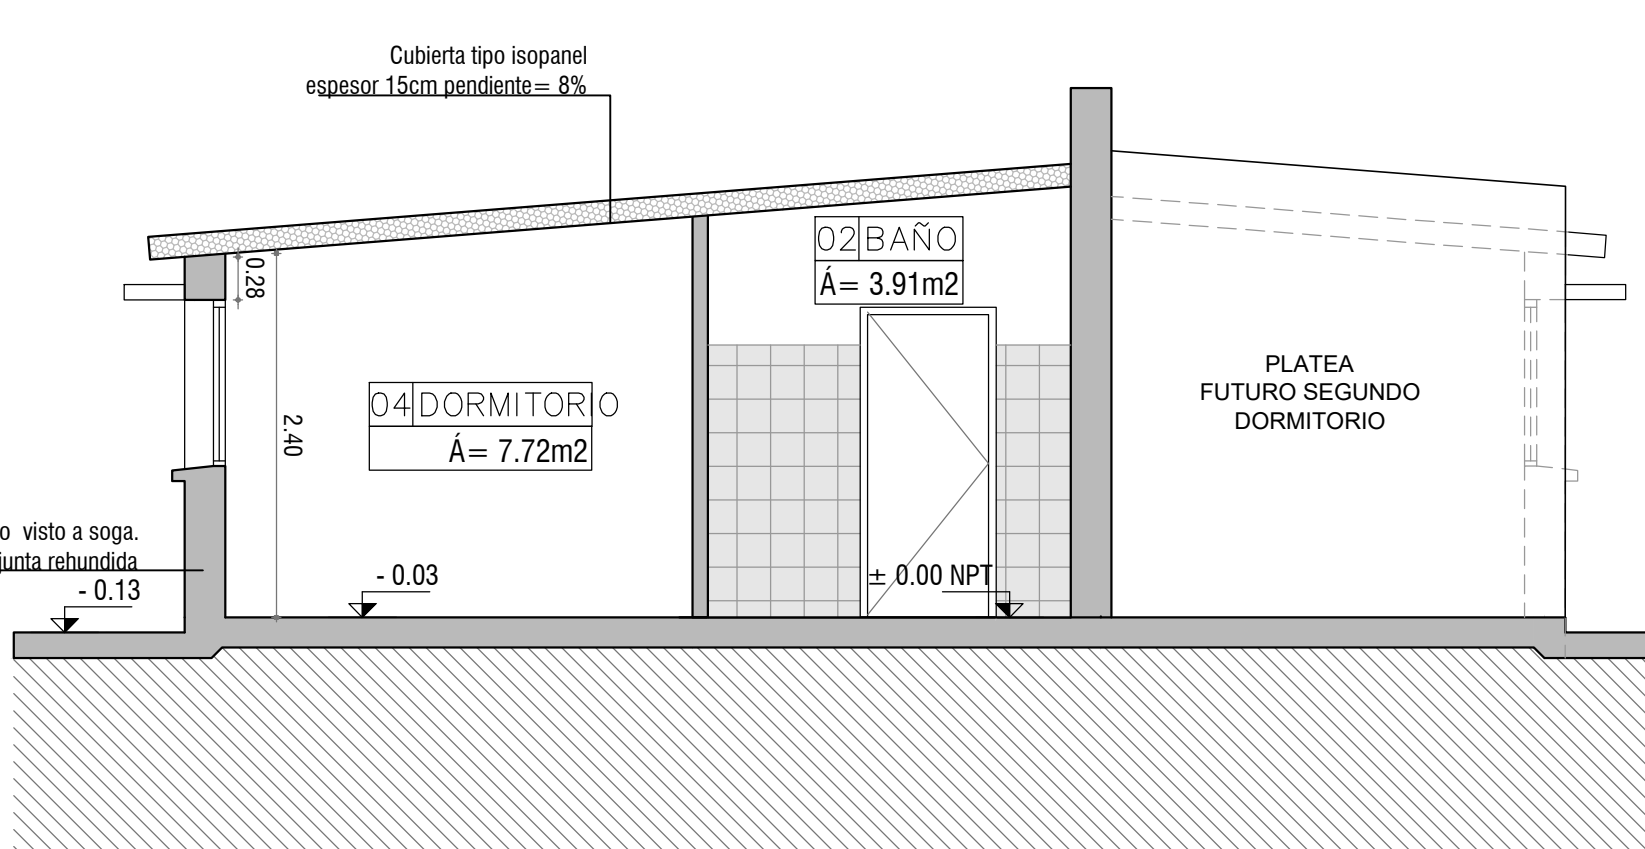 Cubierta tipo isopanel
espesor 15cm pendiente= 8%
02 BAÑO
Á= 3.91m2
0.28
2.40
04 DORMITORIO
Á= 7.72m2
PLATEA
FUTURO SEGUNDO
DORMITORIO
o visto a soga.
junta rehundida
- 0.13
- 0.03
± 0.00 NPT